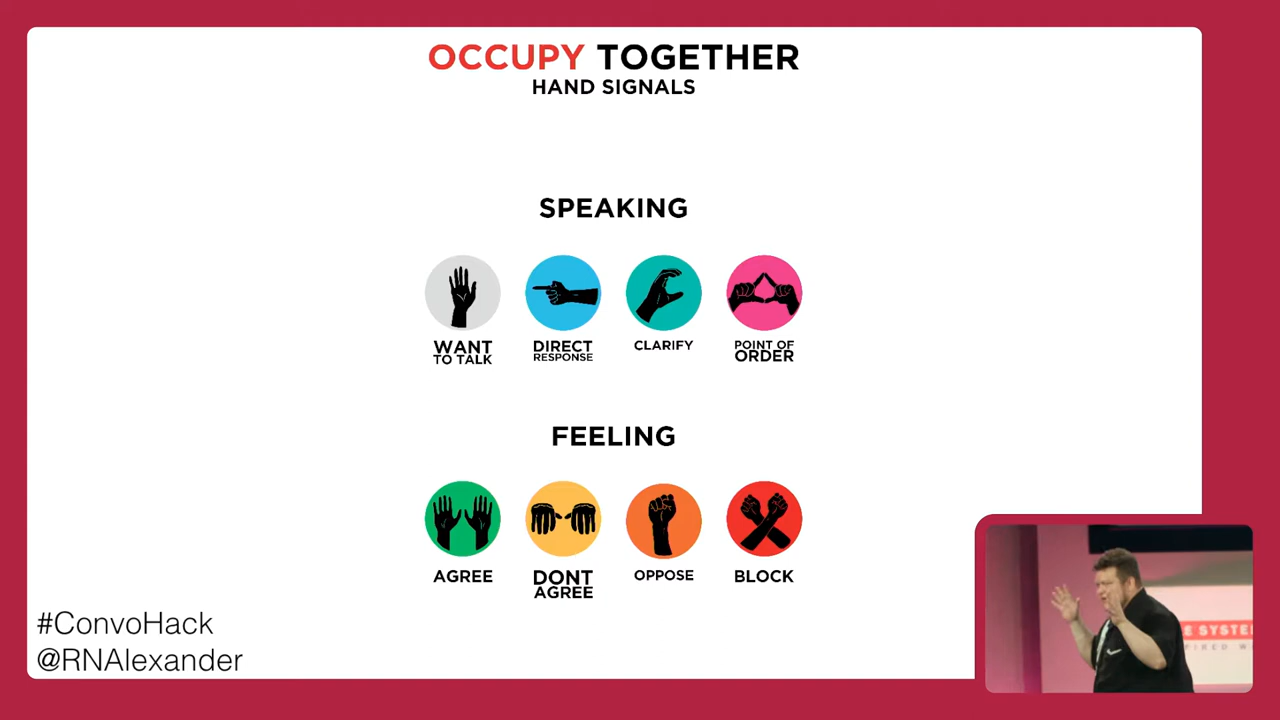 OCCUPY TOGETHER
HAND SIGNALS
SPEAKING
WANT
TO TALK
DIRECT
RESPONSE
CLARIFY
POINT OF
ORDER
FEELING
AGREE
DONT
AGREE
OPPOSE
BLOCK
#ConvoHack
@RNAlexander
E SYSTEM